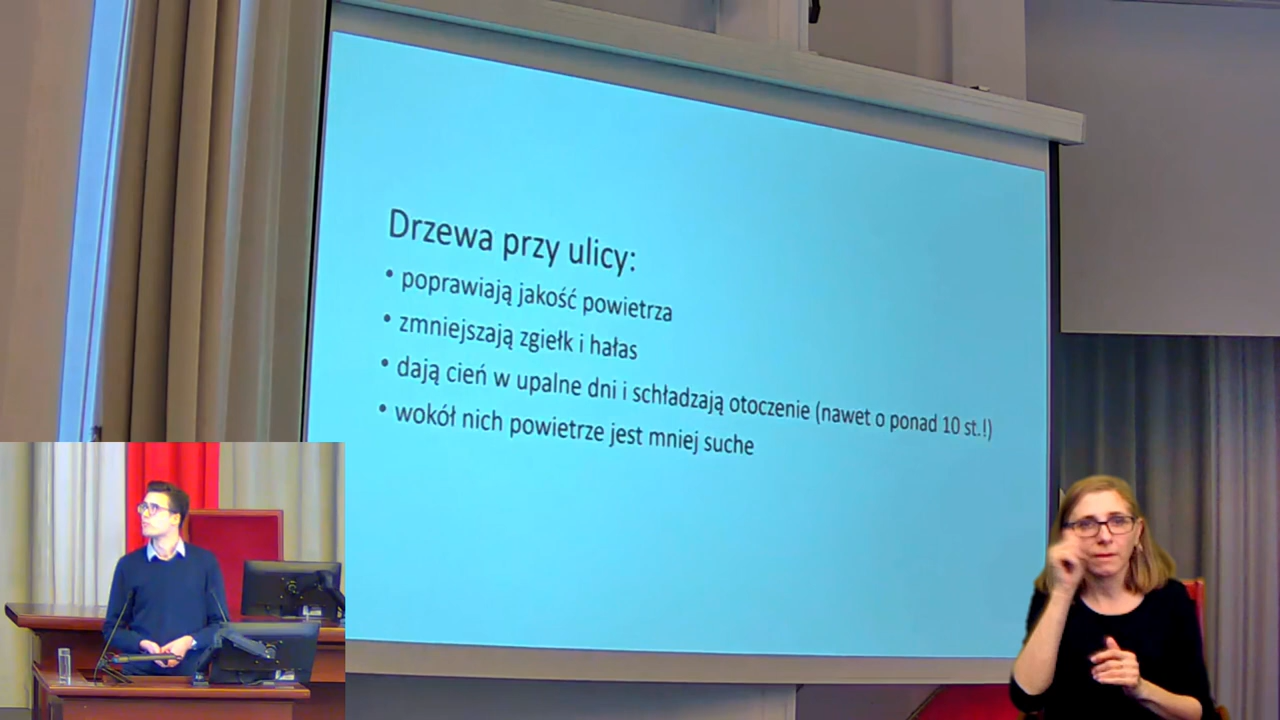 Drzewa przy ulicy:
• poprawiają jakość powietrza
• zmniejszają zgiełk i hałas
• dają cień w upalne dni i schładzają otoczenie (nawet o ponad 10 st.!)
• wokół nich powietrze jest mniej suche